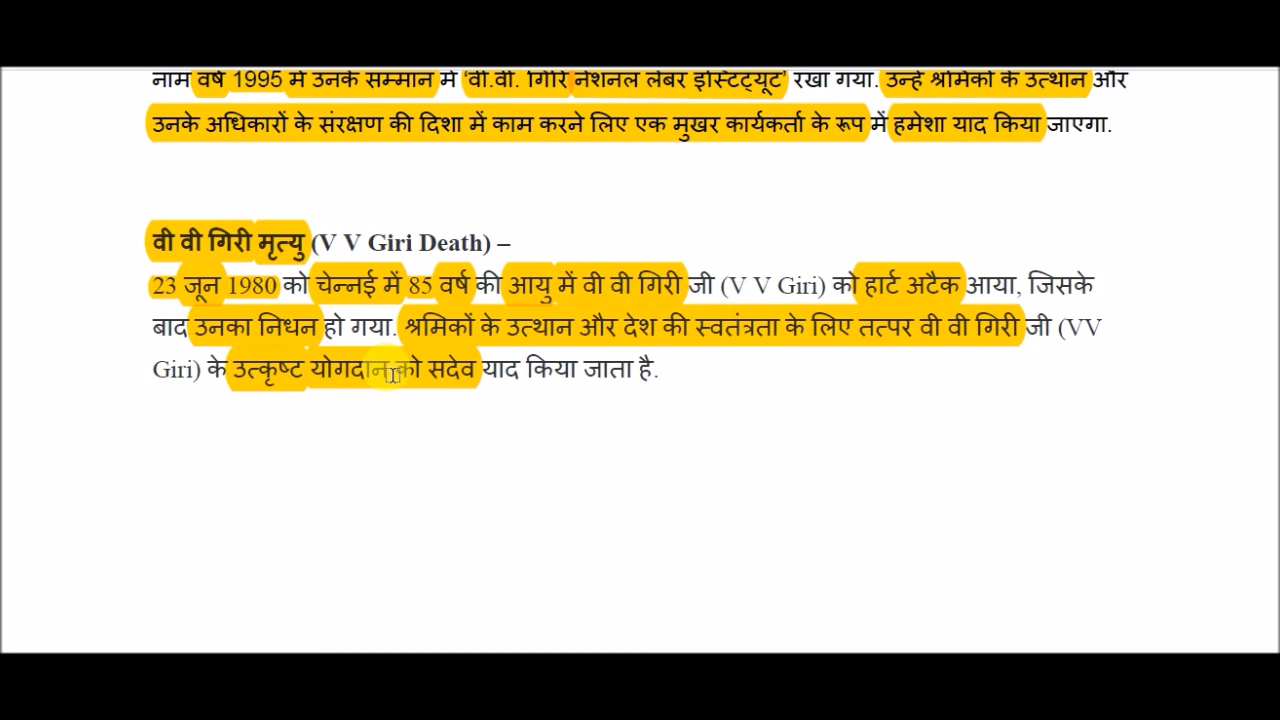 नाम वर्ष 1995 में उनके सम्मान में ‘वी.वी. गिरि नेशनल लेबर इंस्टिट्यूट’ रखा गया. उन्हें श्रमिकों के उत्थान और
उनके अधिकारों के संरक्षण की दिशा में काम करने लिए एक मुखर कार्यकर्ता के रूप में हमेशा याद किया जाएगा.
वी वी गिरी मृत्यु (V V Giri Death) –
23 जून 1980 को चेन्नई में 85 वर्ष की आयु में वी वी गिरी जी (V V Giri) को हार्ट अटैक आया, जिसके
बाद उनका निधन हो गया. श्रमिकों के उत्थान और देश की स्वतंत्रता के लिए तत्पर वी वी गिरी जी (VV
Giri) के उत्कृष्ट योगदान को सदेव याद किया जाता है.